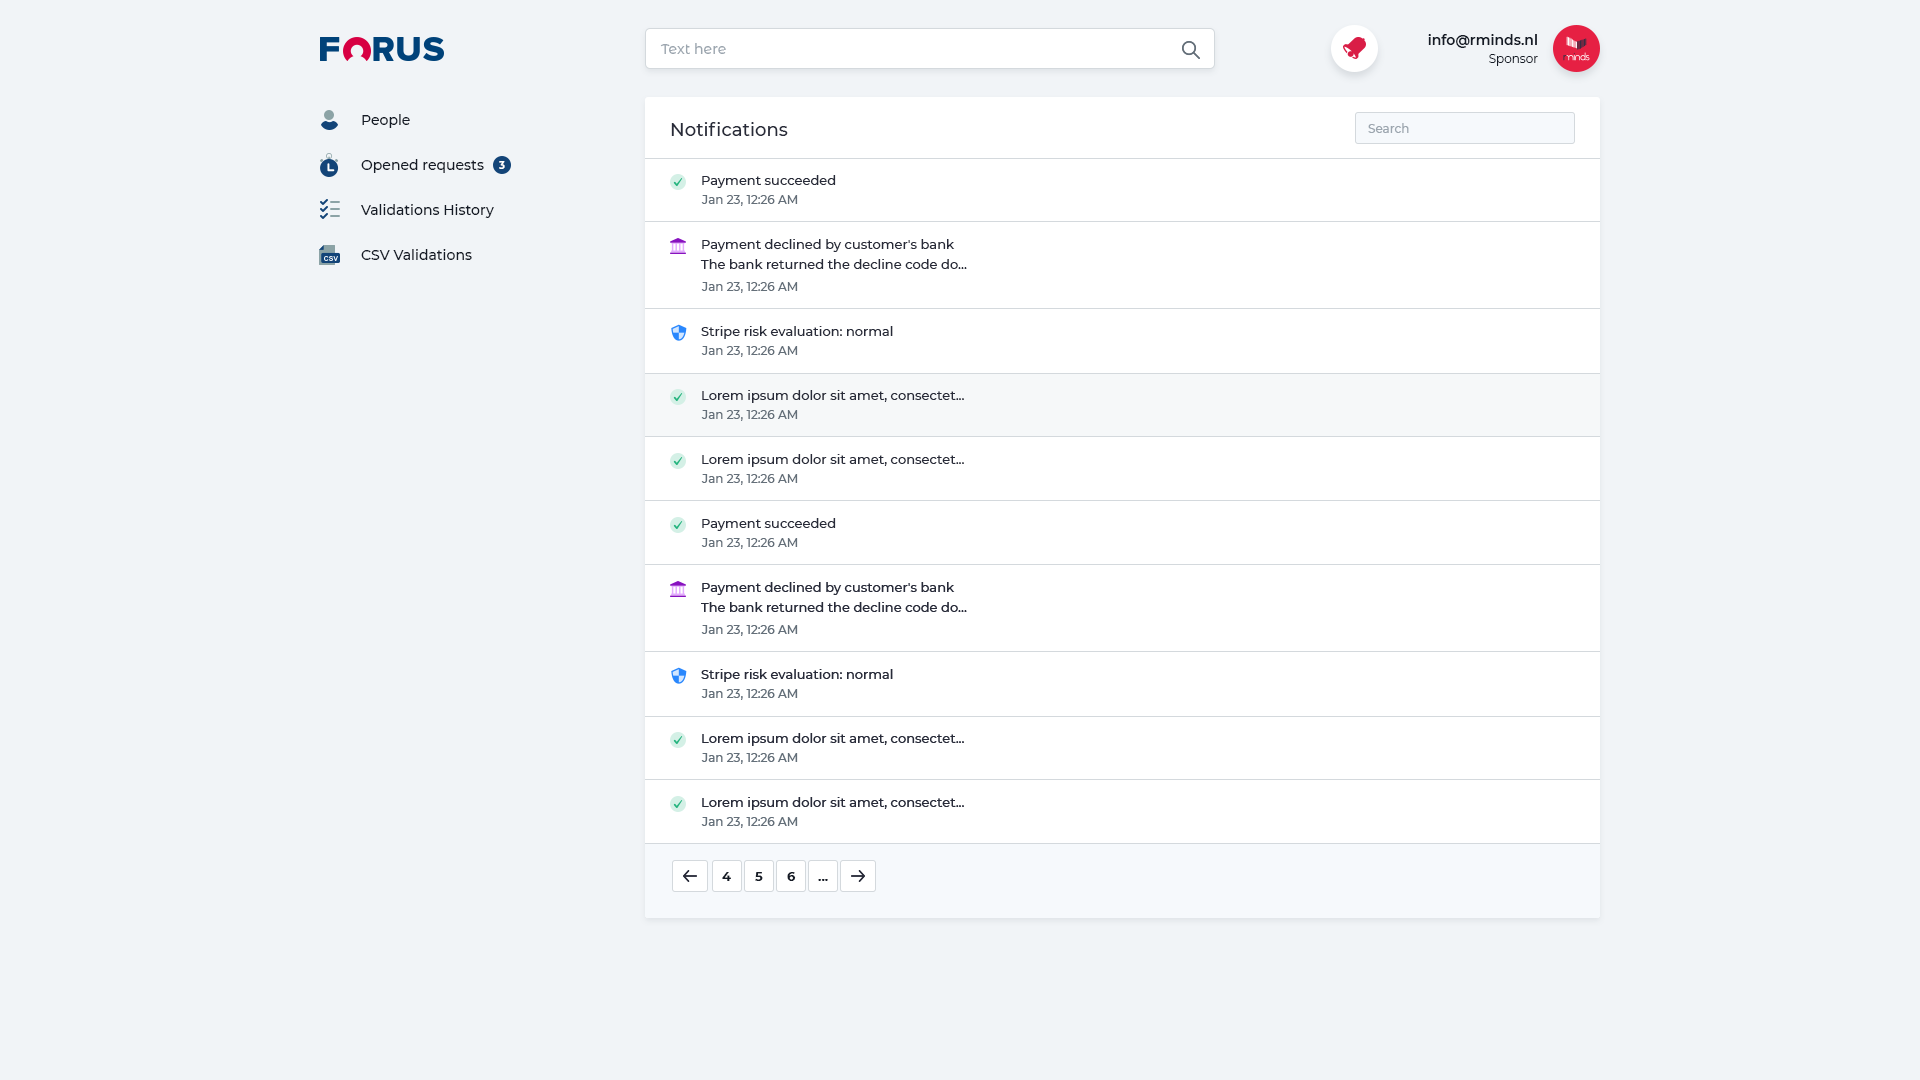 FORUS
Text here
info@rminds.nl
Sponsor
rminds
People
Opened requests 3
Validations History
CSV
CSV Validations
Notifications
Search
Payment succeeded
Jan 23, 12:26 AM
Payment declined by customer's bank
The bank returned the decline code do...
Jan 23, 12:26 AM
Stripe risk evaluation: normal
Jan 23, 12:26 AM
Lorem ipsum dolor sit amet, consectet...
Jan 23, 12:26 AM
Lorem ipsum dolor sit amet, consectet...
Jan 23, 12:26 AM
Payment succeeded
Jan 23, 12:26 AM
Payment declined by customer's bank
The bank returned the decline code do...
Jan 23, 12:26 AM
Stripe risk evaluation: normal
Jan 23, 12:26 AM
Lorem ipsum dolor sit amet, consectet...
Jan 23, 12:26 AM
Lorem ipsum dolor sit amet, consectet...
Jan 23, 12:26 AM
4 5 6 ...